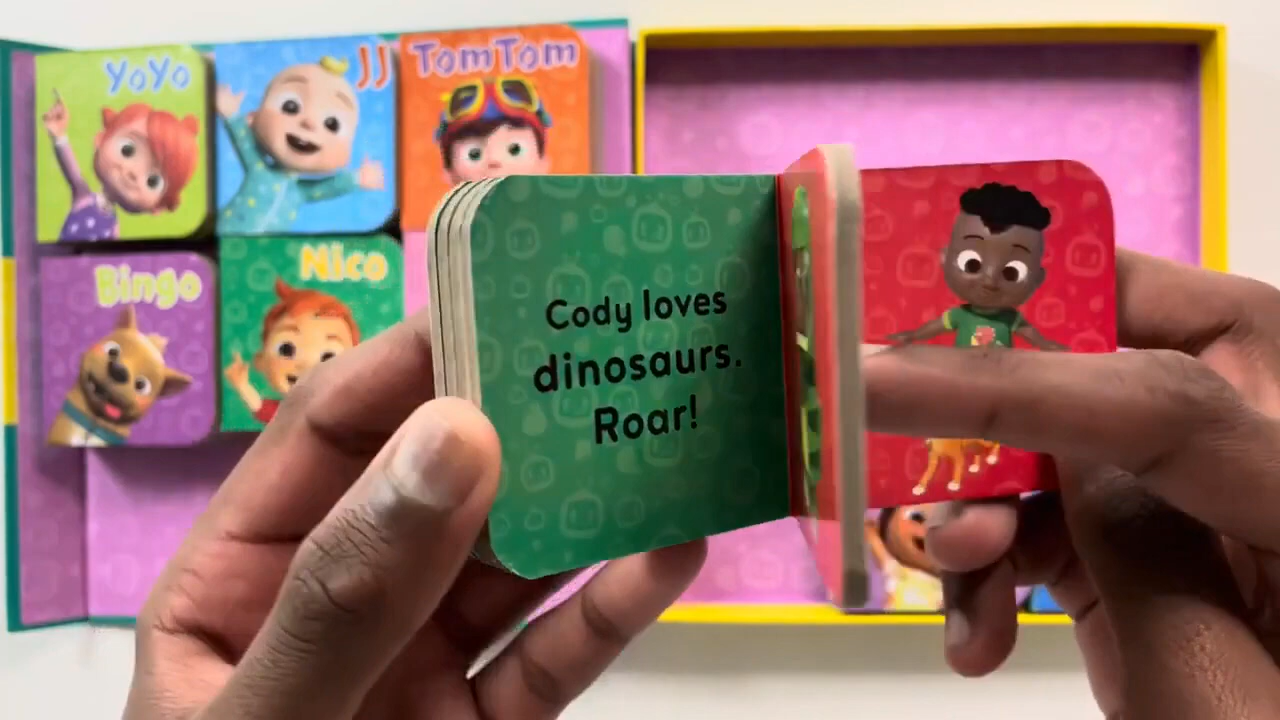 YoYo
JJ
TomTom
Bingo
Nico
Cody loves
dinosaurs.
Roar!